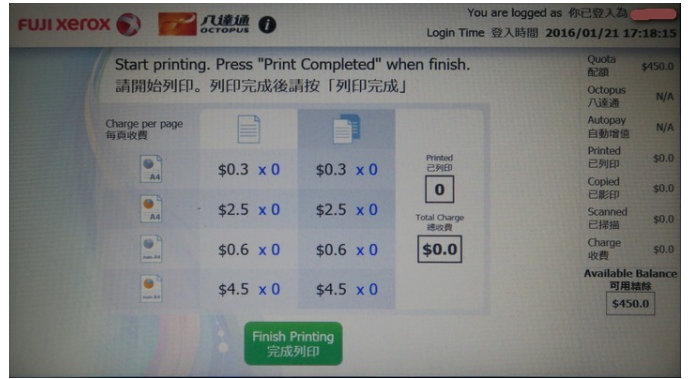 FUJI XEROX 八達通 OCTOPUS
You are logged as 你已登入為
Login Time 登入時間 2016/01/21 17:18:15
Start printing. Press "Print Completed" when finish.
請開始列印。列印完成後請按「列印完成」
Charge per page
每頁收費
A4 $0.3 x 0 $0.3 x 0
A4 $2.5 x 0 $2.5 x 0
non-A4 $0.6 x 0 $0.6 x 0
non-A4 $4.5 x 0 $4.5 x 0
Printed
已列印
0
Total Charge
總收費
$0.0
Finish Printing
完成列印
Quota
配額 $450.0
Octopus
八達通 N/A
Autopay
自動增值 N/A
Printed
已列印 $0.0
Copied
已影印 $0.0
Scanned
已掃描 $0.0
Charge
收費 $0.0
Available Balance
可用結餘
$450.0